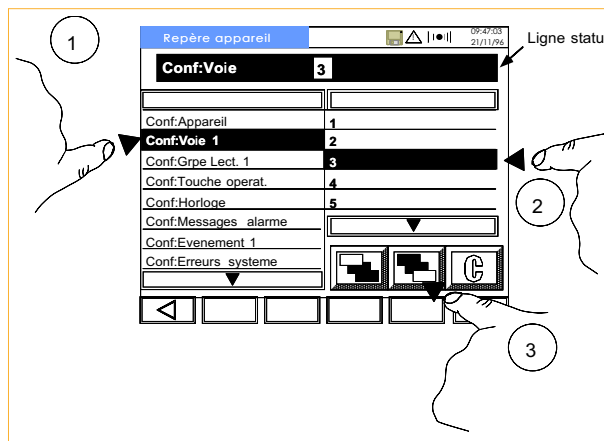 1
Repère appareil
09:47:03
21/11/96
Ligne statu
Conf:Voie 3
Conf:Appareil
Conf:Voie 1
Conf:Grpe Lect. 1
Conf:Touche operat.
Conf:Horloge
Conf:Messages alarme
Conf:Evenement 1
Conf:Erreurs systeme
1
2
3
4
5
C
2
3